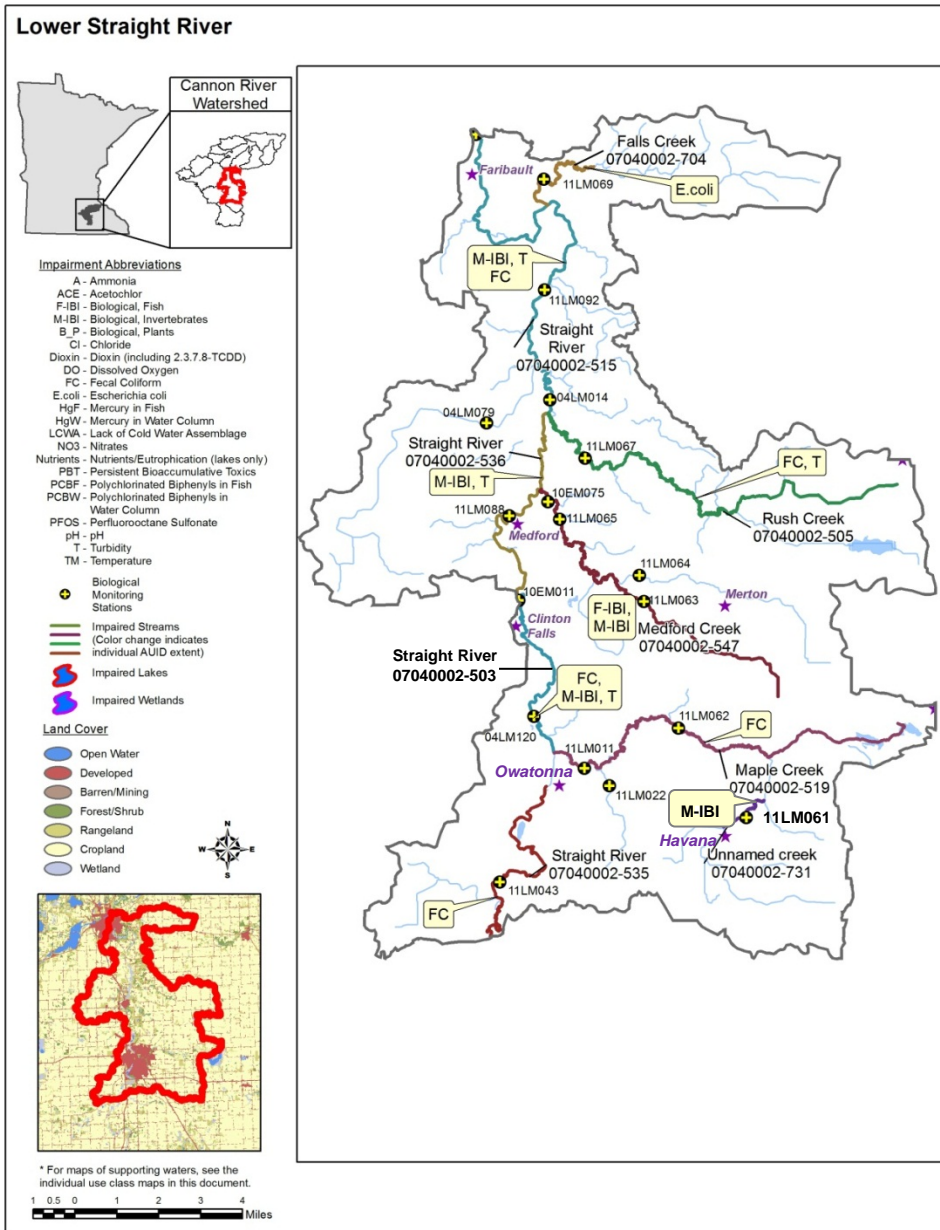 Lower Straight River
Cannon River
Watershed
Impairment Abbreviations
A - Ammonia
ACE - Acetochlor
F-IBI - Biological, Fish
M-IBI - Biological, Invertebrates
B_P - Biological, Plants
Cl - Chloride
Dioxin - Dioxin (including 2.3.7.8-TCDD)
DO - Dissolved Oxygen
FC - Fecal Coliform
E.coli - Escherichia coli
HgF - Mercury in Fish
HgW - Mercury in Water Column
LCWA - Lack of Cold Water Assemblage
NO3 - Nitrates
Nutrients - Nutrients/Eutrophication (lakes only)
PBT - Persistent Bioaccumulative Toxics
PCBF - Polychlorinated Biphenyls in Fish
PCBW - Polychlorinated Biphenyls in
Water Column
PFOS - Perfluorooctane Sulfonate
pH - pH
T - Turbidity
TM - Temperature
Biological
Monitoring
Stations
Impaired Streams
(Color change indicates
individual AUID extent)
Impaired Lakes
Impaired Wetlands
Land Cover
Open Water
Developed
Barren/Mining
Forest/Shrub
Rangeland
Cropland
Wetland
N
W
E
S
* For maps of supporting waters, see the
individual use class maps in this document.
1 0.5 0 1 2 3 4
Miles
Falls Creek
07040002-704
Faribault
11LM069
E.coli
M-IBI, T
FC
11LM092
Straight
River
07040002-515
04LM014
04LM079
Straight River
07040002-536
11LM067
FC, T
M-IBI, T
10EM075
11LM088
11LM065
Rush Creek
07040002-505
Medford
11LM064
10EM011
11LM063
Merton
F-IBI,
M-IBI
Clinton
Falls
Medford Creek
07040002-547
Straight River
07040002-503
FC,
M-IBI, T
04LM120
11LM062
FC
11LM011
Maple Creek
07040002-519
Owatonna
11LM022
M-IBI
11LM061
Havana
Unnamed creek
07040002-731
Straight River
07040002-535
11LM043
FC